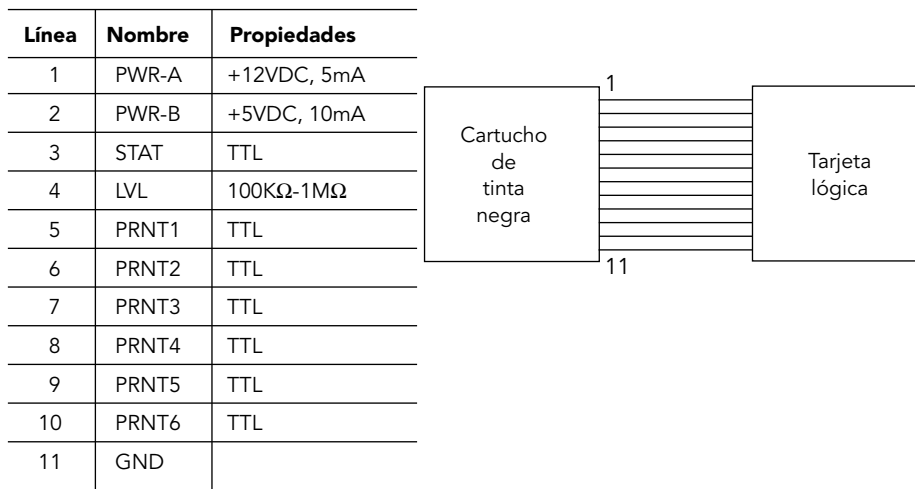 Línea Nombre Propiedades
1 PWR-A +12VDC, 5mA
2 PWR-B +5VDC, 10mA
3 STAT TTL
4 LVL 100KΩ-1MΩ
5 PRNT1 TTL
6 PRNT2 TTL
7 PRNT3 TTL
8 PRNT4 TTL
9 PRNT5 TTL
10 PRNT6 TTL
11 GND
Cartucho
de
tinta
negra
1
11
Tarjeta
lógica